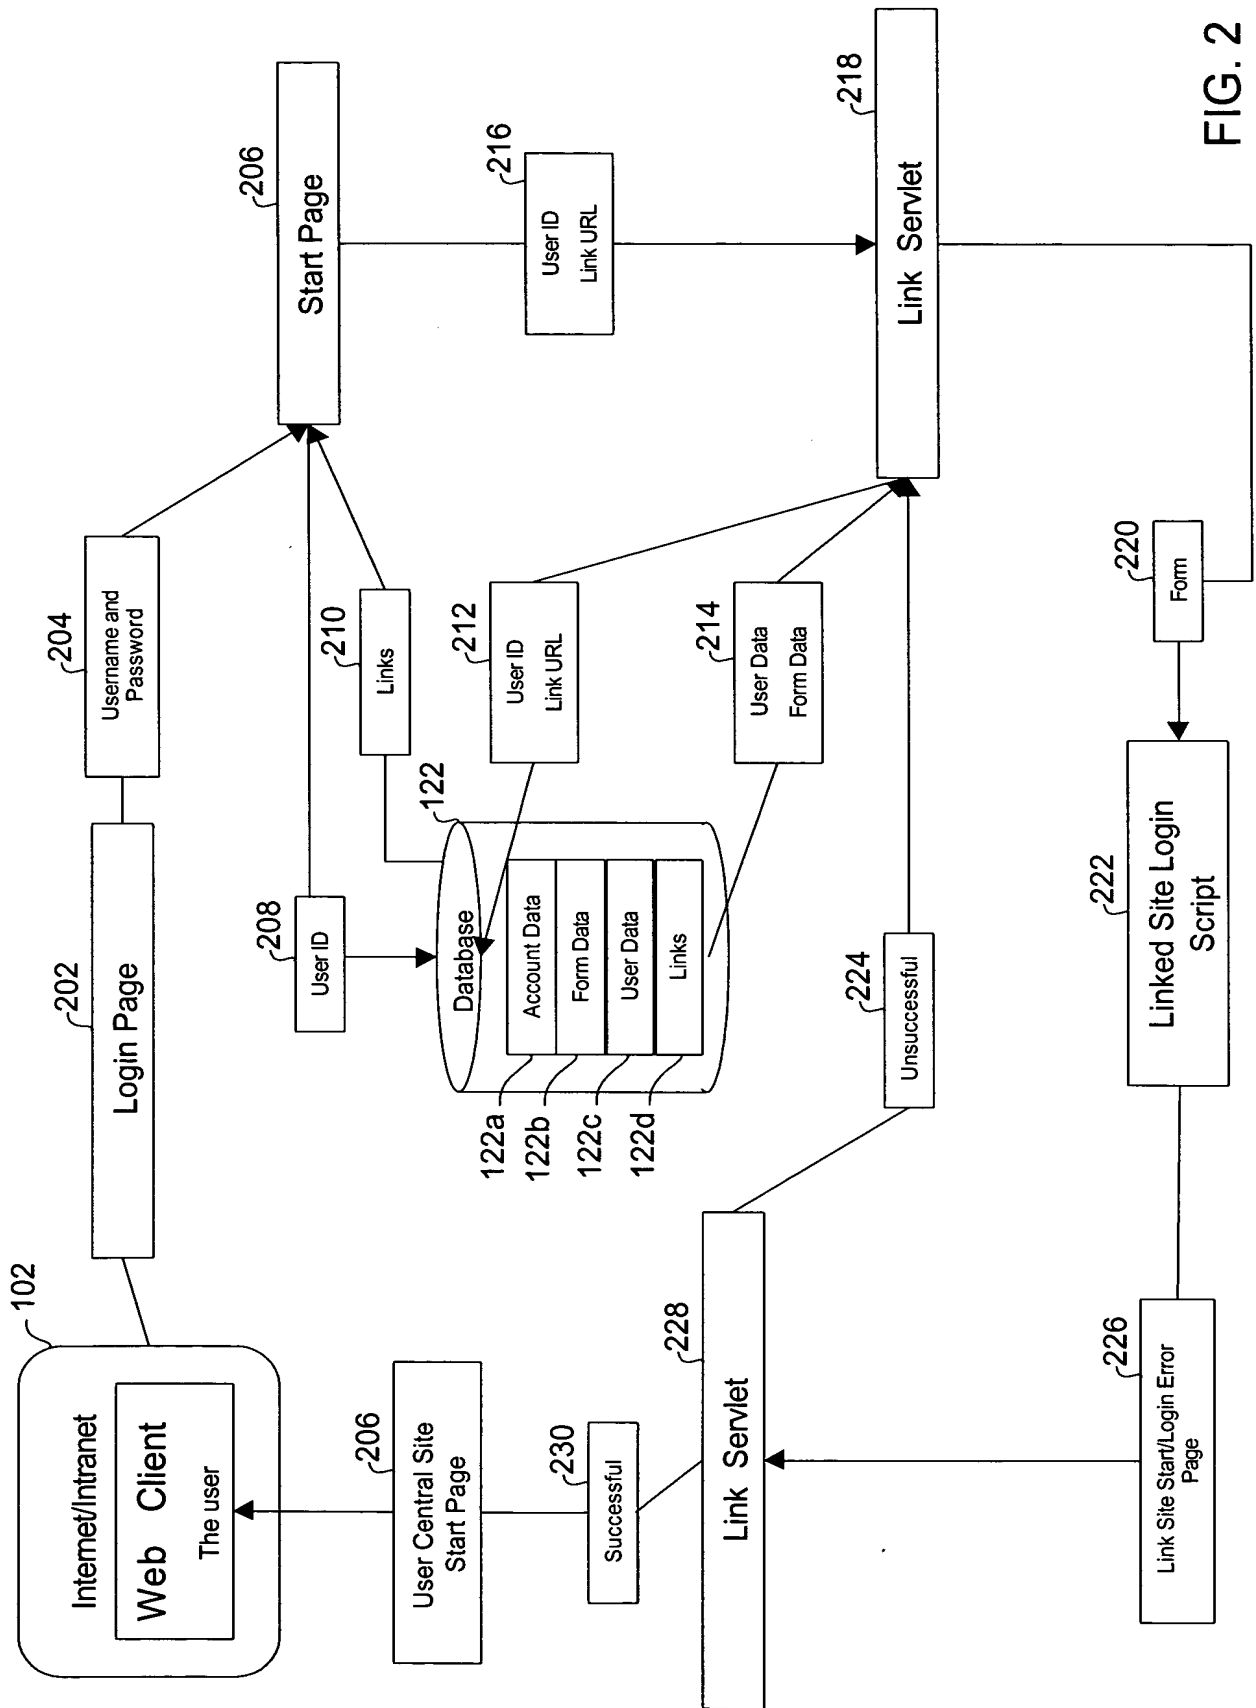 102
Internet/Intranet
Web Client
The user
202
Login Page
204
Username and
Password
206
Start Page
208
User ID
210
Links
122
Database
Account Data
Form Data
User Data
Links
122a
122b
122c
122d
212
User ID
Link URL
214
User Data
Form Data
216
User ID
Link URL
218
Link Servlet
220
Form
222
Linked Site Login
Script
224
Unsuccessful
226
Link Site Start/Login Error
Page
228
Link Servlet
230
Successful
206
User Central Site
Start Page
FIG. 2